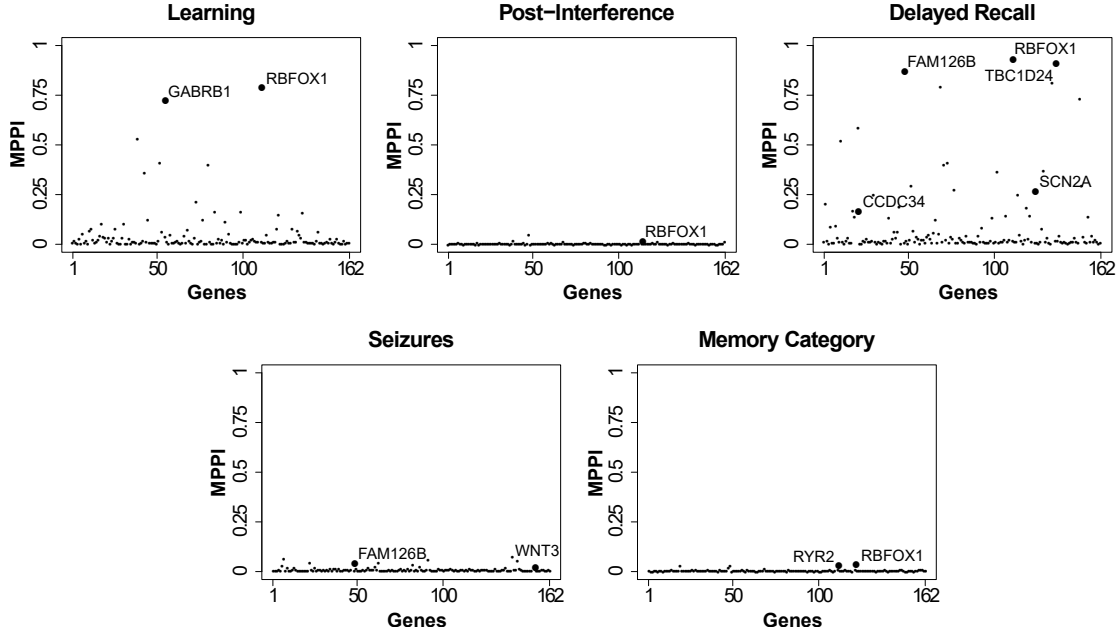 Learning
MPPI
1
0.75
0.5
0.25
0
GABRB1
RBFOX1
1
50
100
162
Genes
Post−Interference
MPPI
1
0.75
0.5
0.25
0
RBFOX1
1
50
100
162
Genes
Delayed Recall
MPPI
1
0.75
0.5
0.25
0
FAM126B
RBFOX1
TBC1D24
SCN2A
CCDC34
1
50
100
162
Genes
Seizures
MPPI
1
0.75
0.5
0.25
0
FAM126B
WNT3
1
50
100
162
Genes
Memory Category
MPPI
1
0.75
0.5
0.25
0
RYR2
RBFOX1
1
50
100
162
Genes